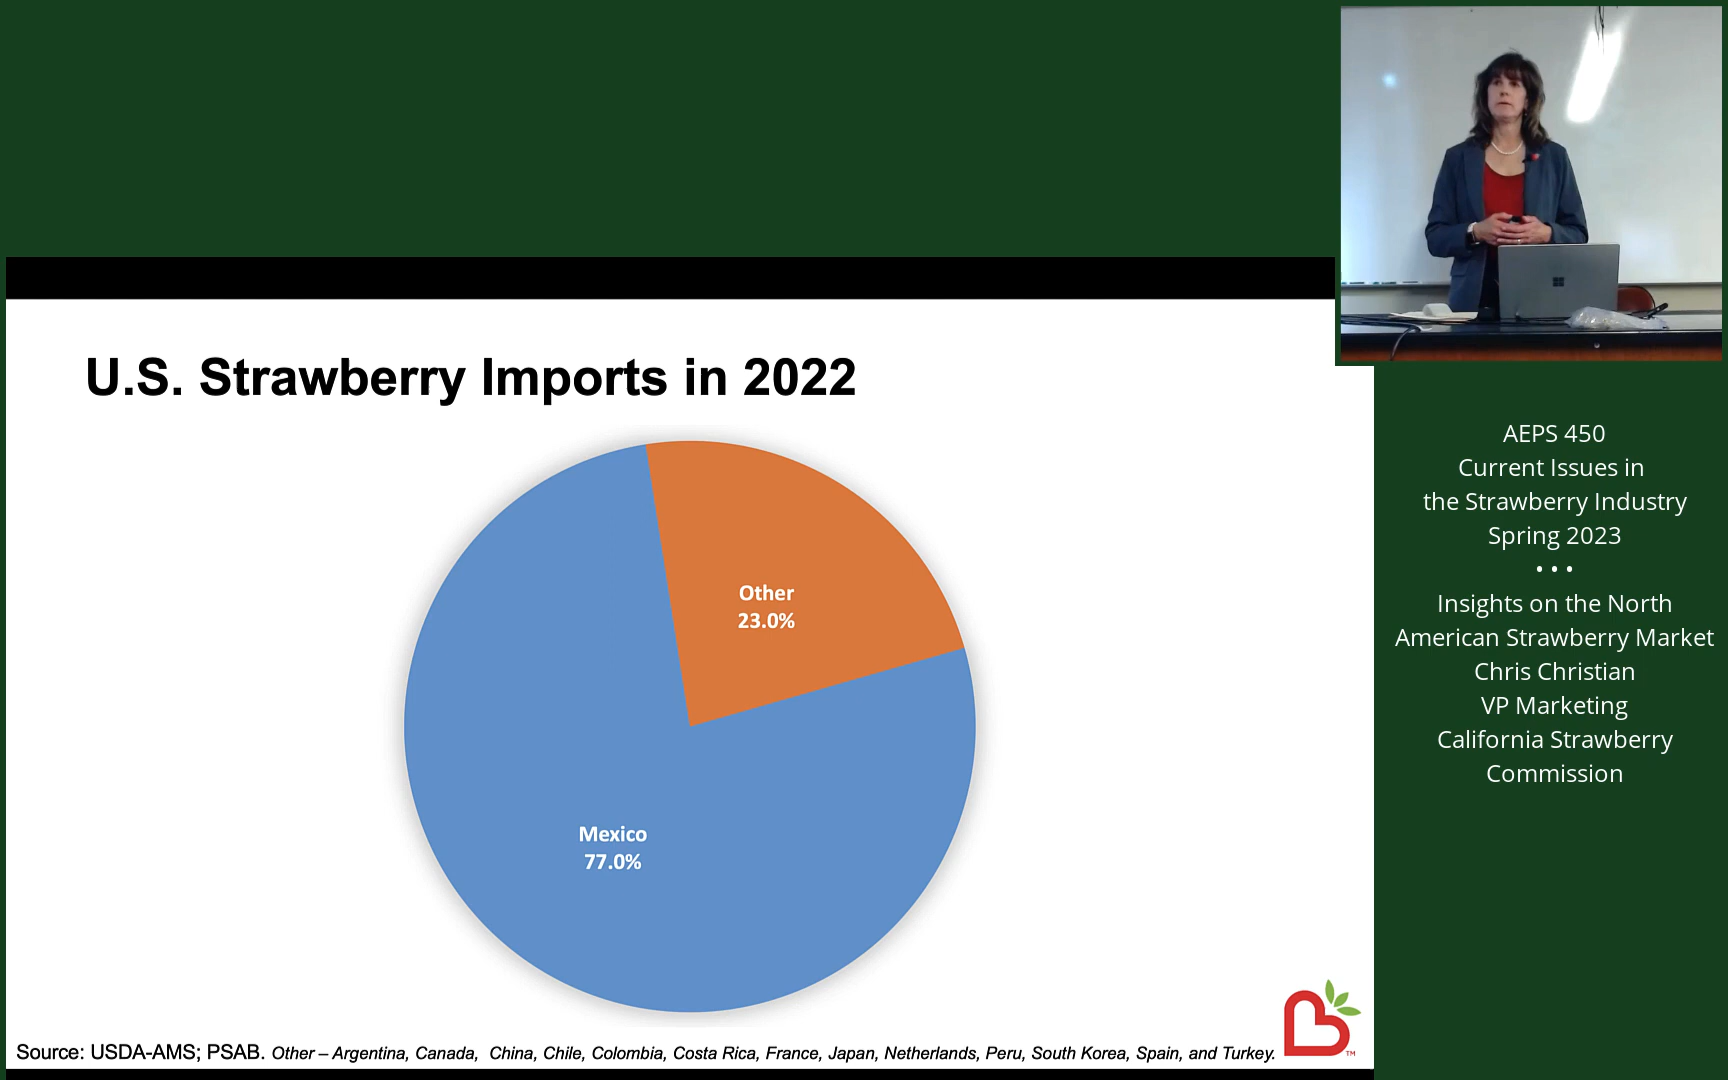 U.S. Strawberry Imports in 2022
Other
23.0%
Mexico
77.0%
Source: USDA-AMS; PSAB. Other – Argentina, Canada, China, Chile, Colombia, Costa Rica, France, Japan, Netherlands, Peru, South Korea, Spain, and Turkey.
TM
AEPS 450
Current Issues in
the Strawberry Industry
Spring 2023
• • •
Insights on the North
American Strawberry Market
Chris Christian
VP Marketing
California Strawberry
Commission